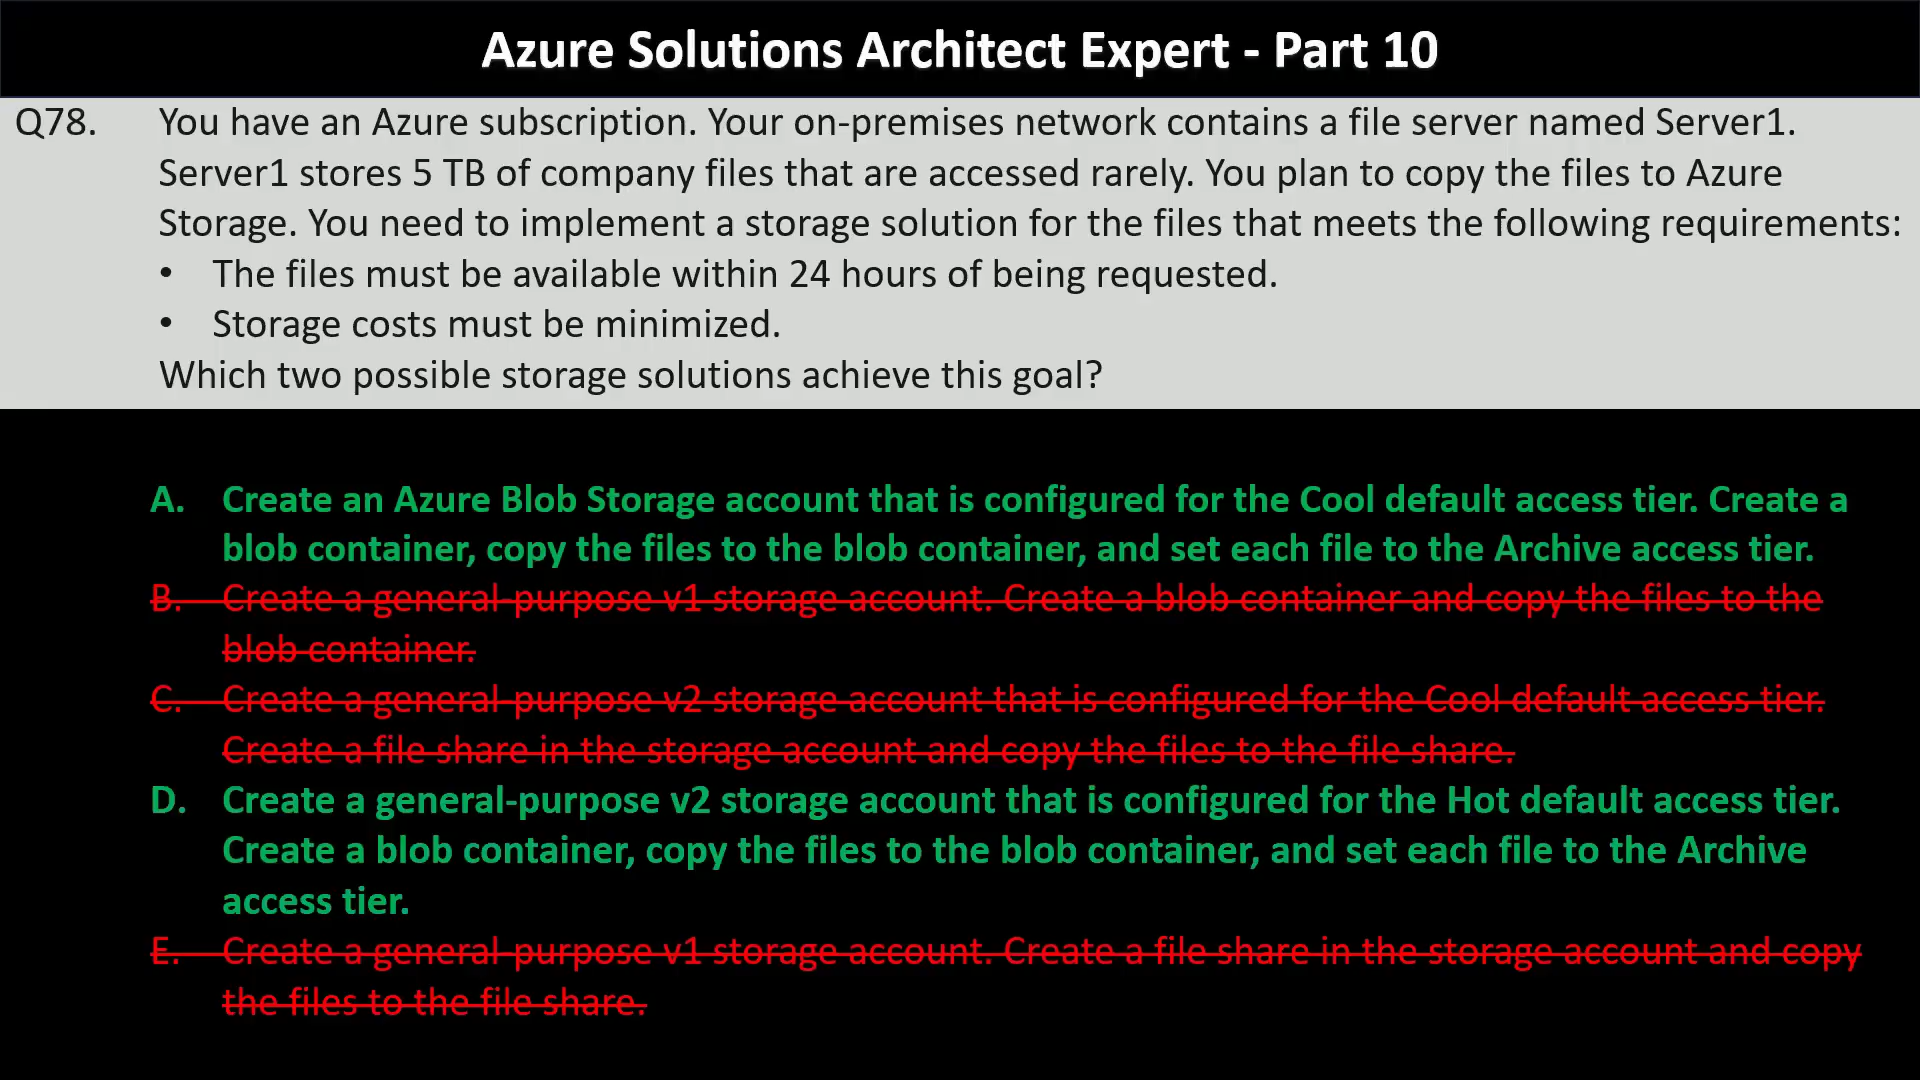 Azure Solutions Architect Expert - Part 10
Q78. You have an Azure subscription. Your on-premises network contains a file server named Server1.
Server1 stores 5 TB of company files that are accessed rarely. You plan to copy the files to Azure
Storage. You need to implement a storage solution for the files that meets the following requirements:
• The files must be available within 24 hours of being requested.
• Storage costs must be minimized.
Which two possible storage solutions achieve this goal?
A. Create an Azure Blob Storage account that is configured for the Cool default access tier. Create a
blob container, copy the files to the blob container, and set each file to the Archive access tier.
B. Create a general-purpose v1 storage account. Create a blob container and copy the files to the
blob container.
C. Create a general-purpose v2 storage account that is configured for the Cool default access tier.
Create a file share in the storage account and copy the files to the file share.
D. Create a general-purpose v2 storage account that is configured for the Hot default access tier.
Create a blob container, copy the files to the blob container, and set each file to the Archive
access tier.
E. Create a general-purpose v1 storage account. Create a file share in the storage account and copy
the files to the file share.